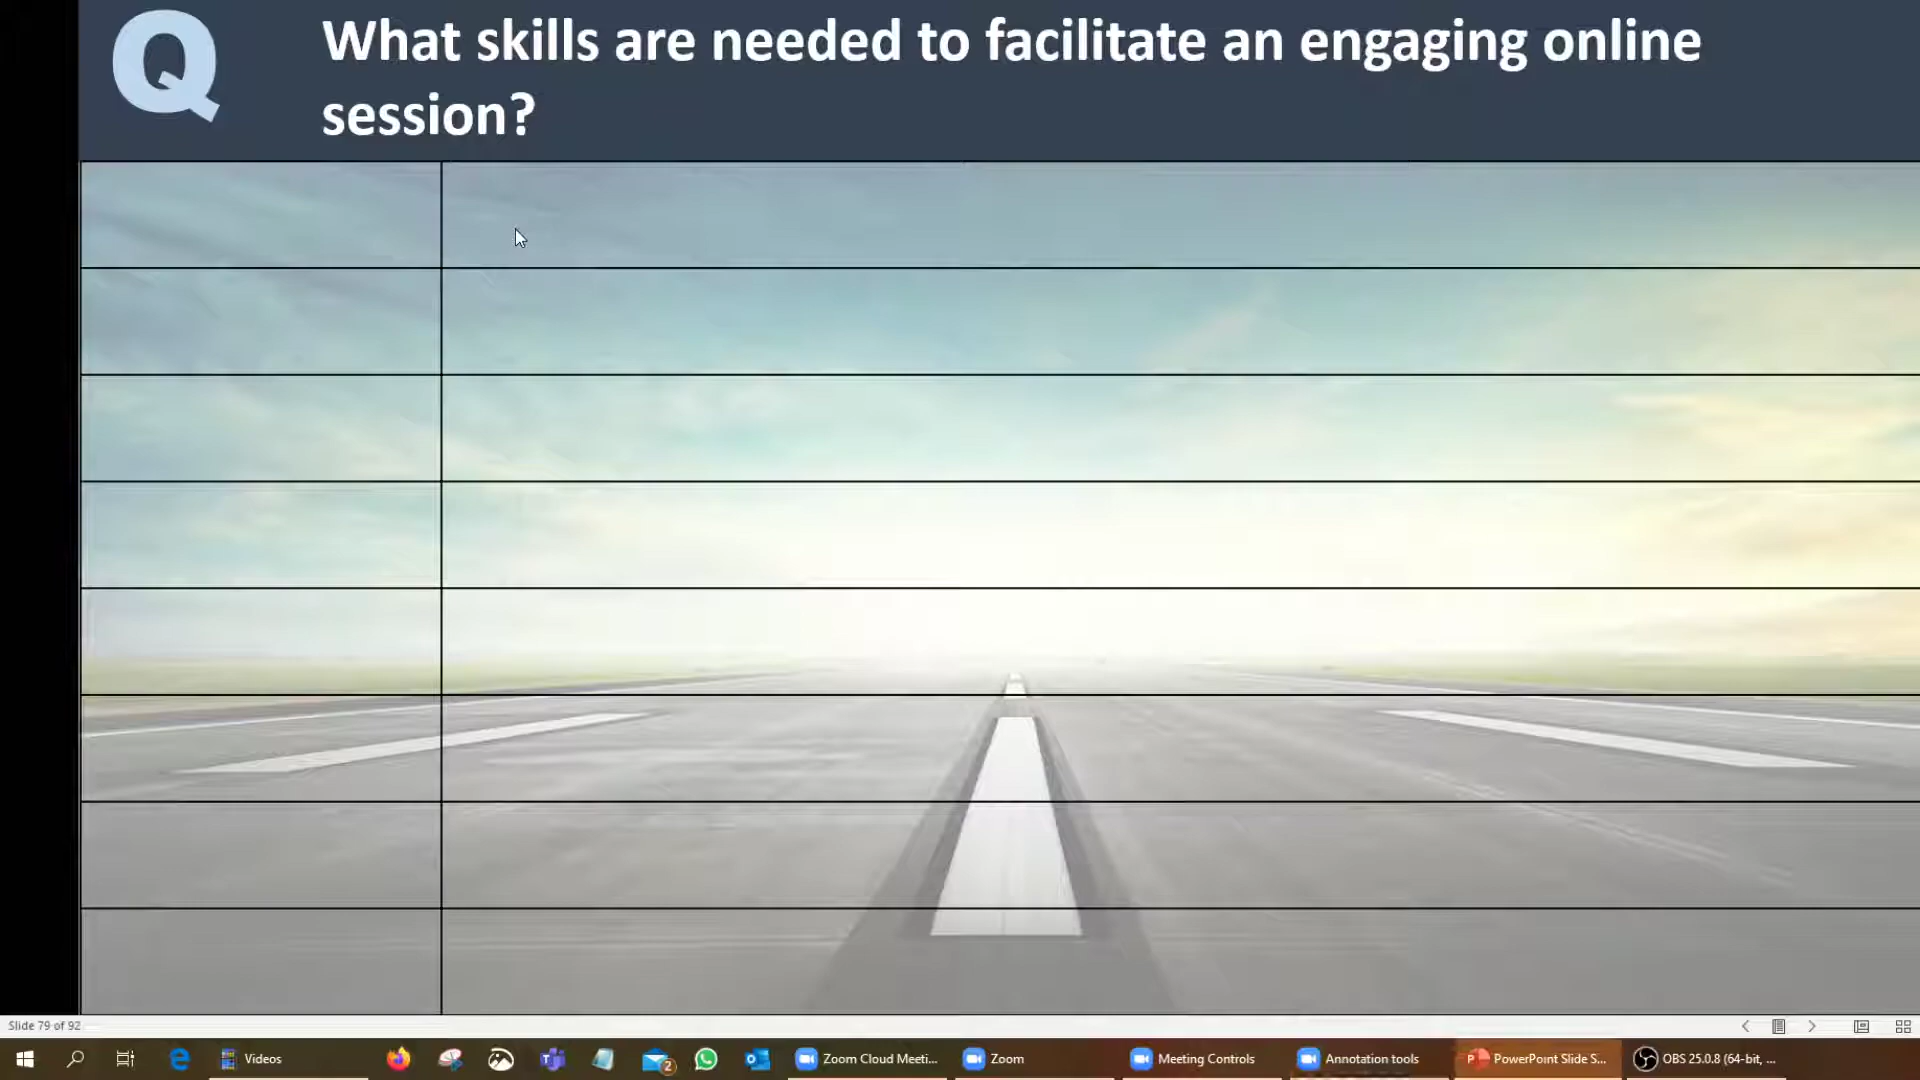 Q
What skills are needed to facilitate an engaging online
session?
Slide 79 of 92
Videos
2
Zoom Cloud Meeti...
Zoom
Meeting Controls
Annotation tools
PowerPoint Slide S...
OBS 25.0.8 (64-bit, ...